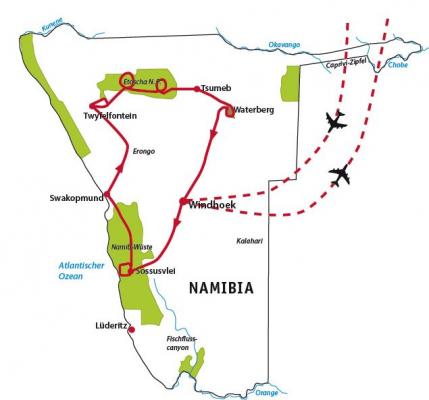 Kunene
Okavango
Caprivi-Zipfel
Chobe
Etoscha N.P.
Tsumeb
Twyfelfontein
Waterberg
Erongo
Swakopmund
Windhoek
Namib-Wüste
Kalahari
Atlantischer
Ozean
Sossusvlei
NAMIBIA
Lüderitz
Fischfluss-
canyon
Orange